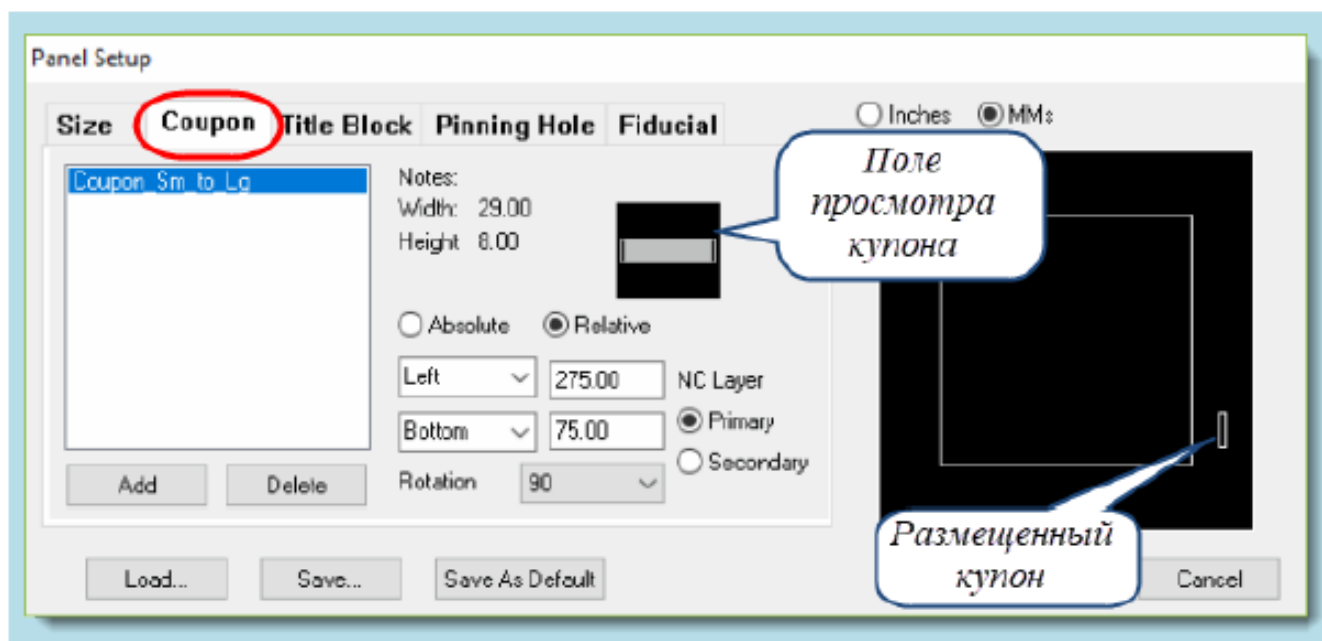 Panel Setup
Size Coupon Title Block Pinning Hole Fiducial
Inches MMs
Coupon_Sm_to_Lg
Notes:
Width: 29.00
Height 8.00
Поле
просмотра
купона
Absolute Relative
Left 275.00 NC Layer
Primary
Bottom 75.00
Secondary
Rotation 90
Add Delete
Размещенный
купон
Load... Save... Save As Default Cancel